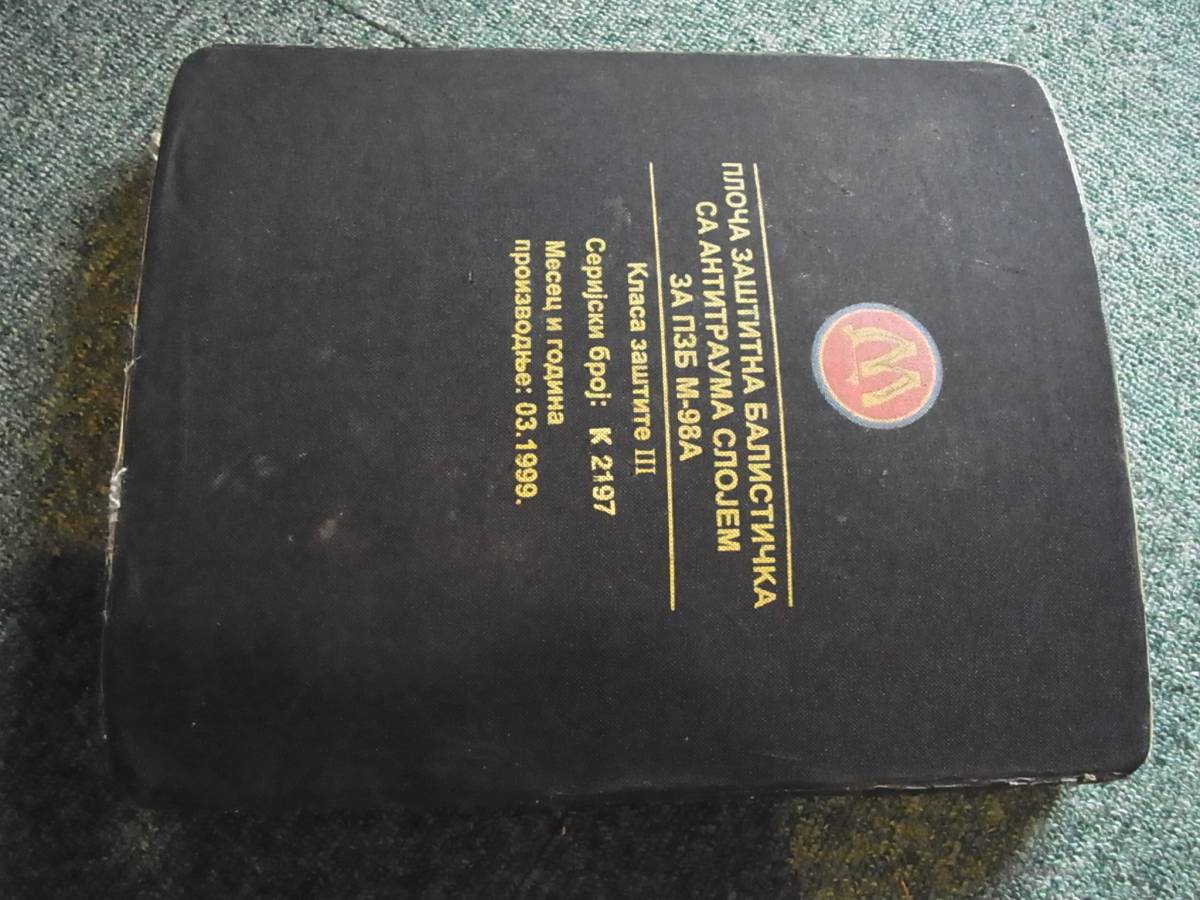 ПЛОЧА ЗАШТИТНА БАЛИСТИЧКА
СА АНТИТРАУМА СЛОЈЕМ
ЗА ПЗБ М-98А
Класа заштите III
Серијски број: К 2197
Месец и година
производње: 03.1999.